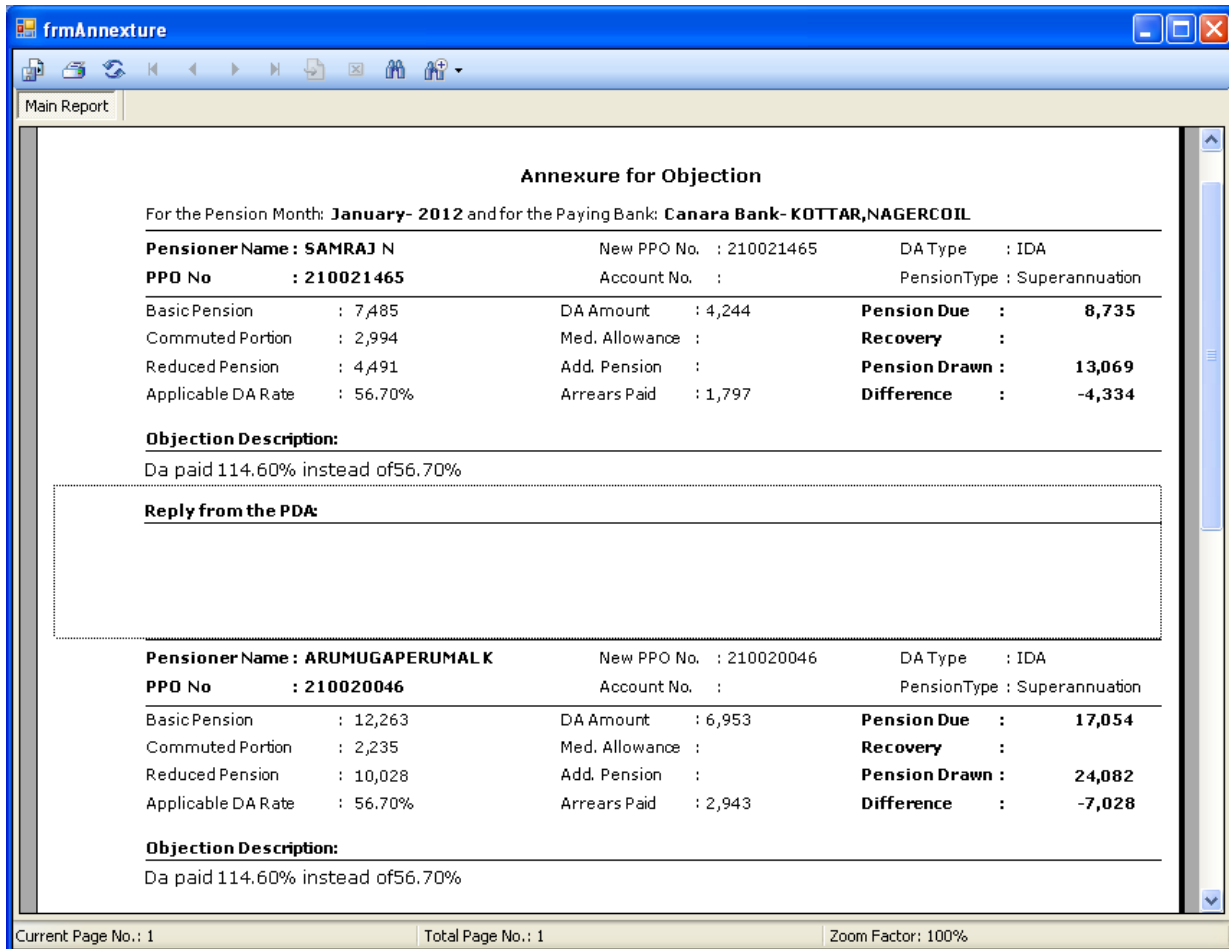 frmAnnexture
Main Report
Annexure for Objection
For the Pension Month: January- 2012 and for the Paying Bank: Canara Bank- KOTTAR,NAGERCOIL
Pensioner Name : SAMRAJ N New PPO No. : 210021465 DA Type : IDA
PPO No : 210021465 Account No. : Pension Type : Superannuation
Basic Pension : 7,485 DA Amount : 4,244 Pension Due : 8,735
Commuted Portion : 2,994 Med. Allowance : Recovery :
Reduced Pension : 4,491 Add. Pension : Pension Drawn : 13,069
Applicable DA Rate : 56.70% Arrears Paid : 1,797 Difference : -4,334
Objection Description:
Da paid 114.60% instead of56.70%
Reply from the PDA:
Pensioner Name : ARUMUGAPERUMAL K New PPO No. : 210020046 DA Type : IDA
PPO No : 210020046 Account No. : Pension Type : Superannuation
Basic Pension : 12,263 DA Amount : 6,953 Pension Due : 17,054
Commuted Portion : 2,235 Med. Allowance : Recovery :
Reduced Pension : 10,028 Add. Pension : Pension Drawn : 24,082
Applicable DA Rate : 56.70% Arrears Paid : 2,943 Difference : -7,028
Objection Description:
Da paid 114.60% instead of56.70%
Current Page No.: 1 Total Page No.: 1 Zoom Factor: 100%